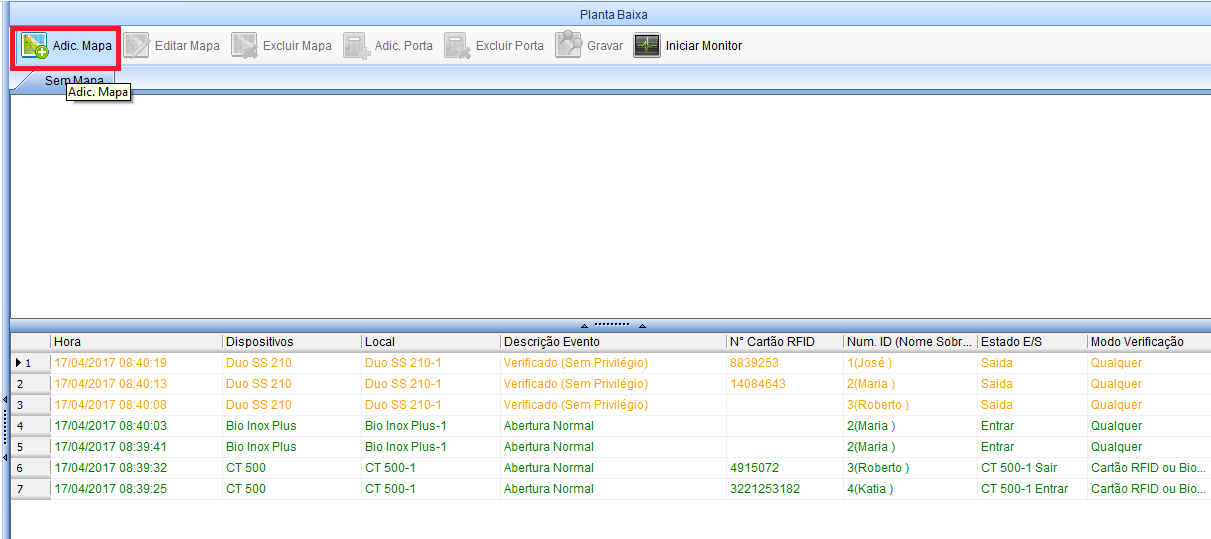 Planta Baixa
Adic. Mapa Editar Mapa Excluir Mapa Adic. Porta Excluir Porta Gravar Iniciar Monitor
Sem Mapa
Adic. Mapa
Hora Dispositivos Local Descrição Evento N° Cartão RFID Num. ID (Nome Sobr... Estado E/S Modo Verificação
1 17/04/2017 08:40:19 Duo SS 210 Duo SS 210-1 Verificado (Sem Privilégio) 8839253 1(José ) Saida Qualquer
2 17/04/2017 08:40:13 Duo SS 210 Duo SS 210-1 Verificado (Sem Privilégio) 14084643 2(Maria ) Saida Qualquer
3 17/04/2017 08:40:08 Duo SS 210 Duo SS 210-1 Verificado (Sem Privilégio) 3(Roberto ) Saida Qualquer
4 17/04/2017 08:40:03 Bio Inox Plus Bio Inox Plus-1 Abertura Normal 2(Maria ) Entrar Qualquer
5 17/04/2017 08:39:41 Bio Inox Plus Bio Inox Plus-1 Abertura Normal 2(Maria ) Entrar Qualquer
6 17/04/2017 08:39:32 CT 500 CT 500-1 Abertura Normal 4915072 3(Roberto ) CT 500-1 Sair Cartão RFID ou Bio...
7 17/04/2017 08:39:25 CT 500 CT 500-1 Abertura Normal 3221253182 4(Katia ) CT 500-1 Entrar Cartão RFID ou Bio...